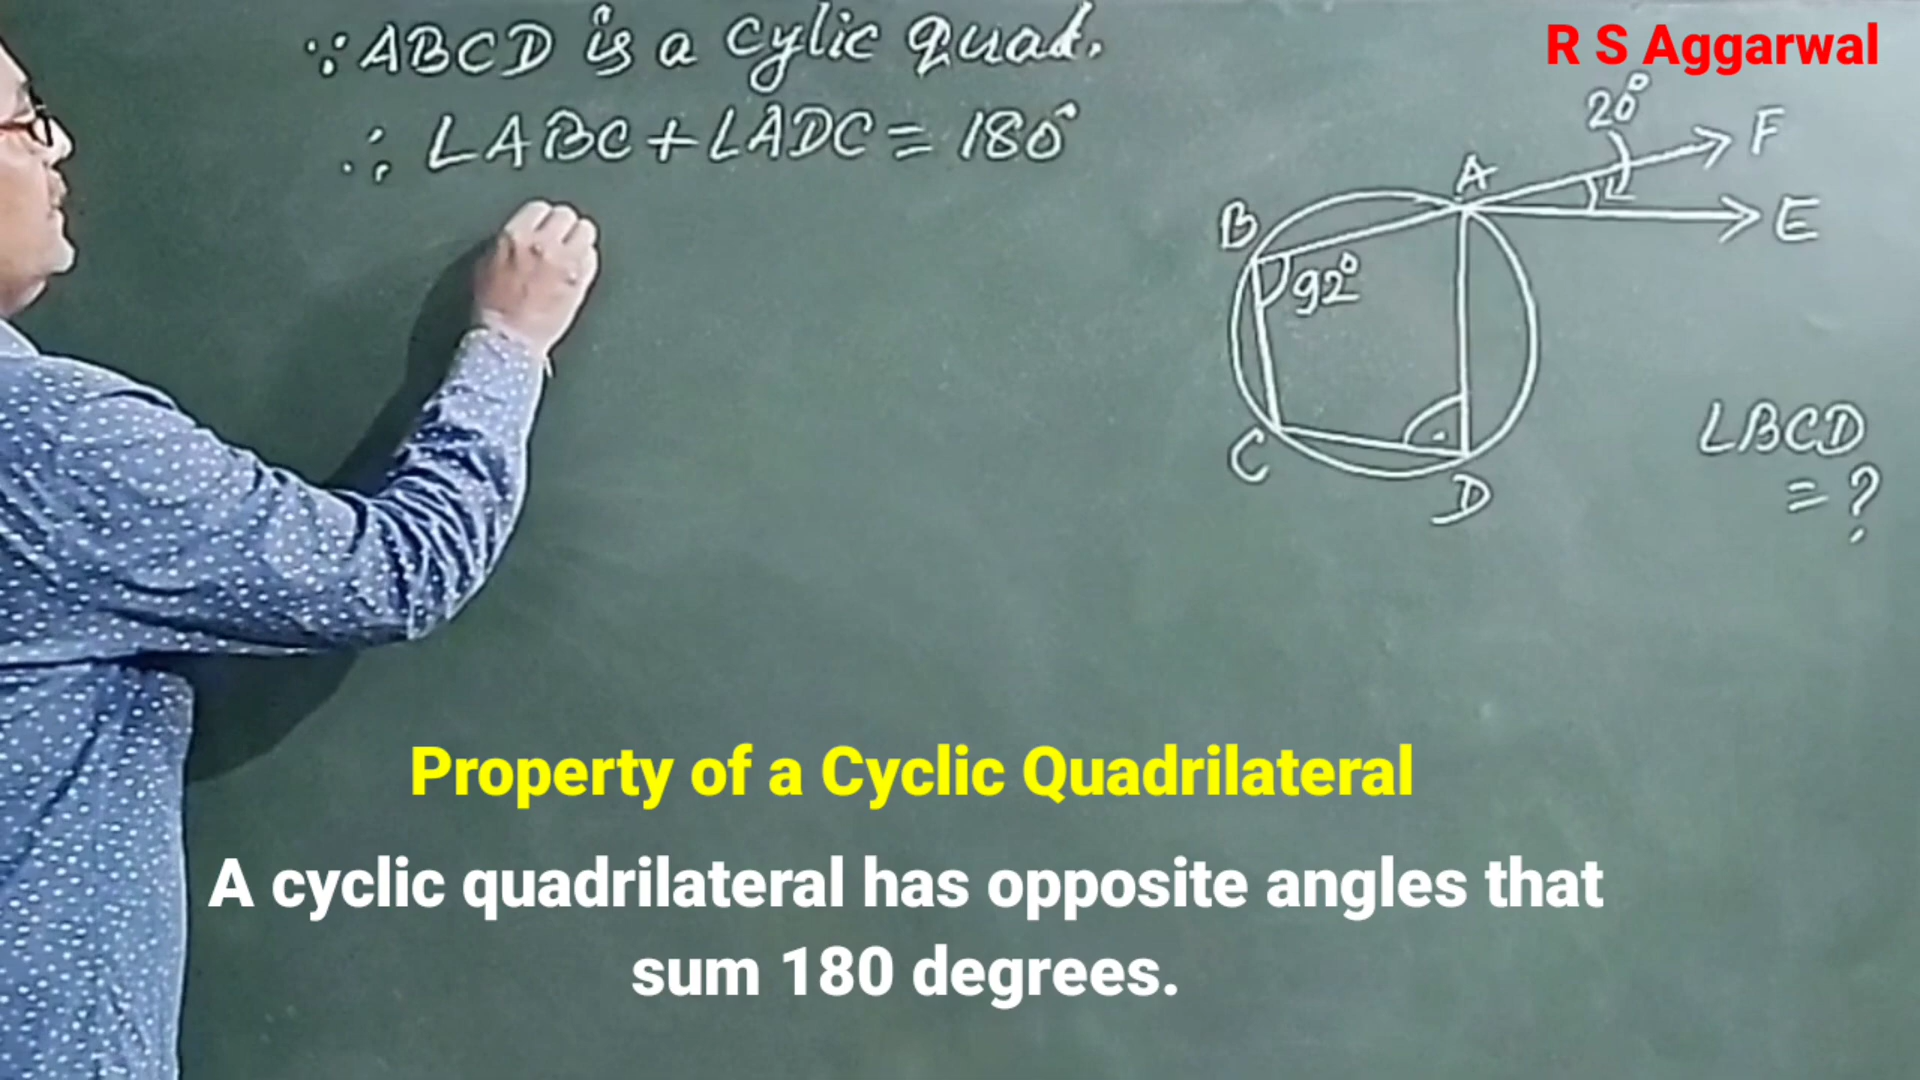 ∵ ABCD is a cylic quad.
∴ ∠ABC + ∠ADC = 180°
R S Aggarwal
20°
F
A
E
B
92°
∠BCD
= ?
C
D
Property of a Cyclic Quadrilateral
A cyclic quadrilateral has opposite angles that
sum 180 degrees.